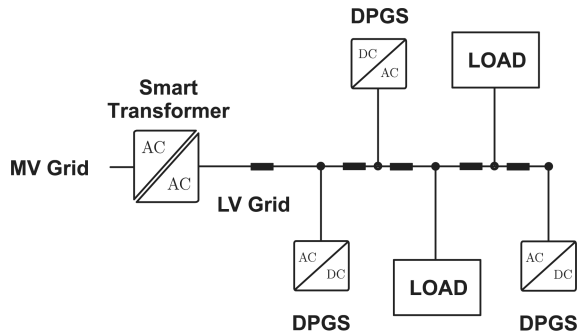 DPGS
DC
AC
LOAD
Smart
Transformer
MV Grid
AC
AC
LV Grid
AC
DC
DPGS
LOAD
AC
DC
DPGS